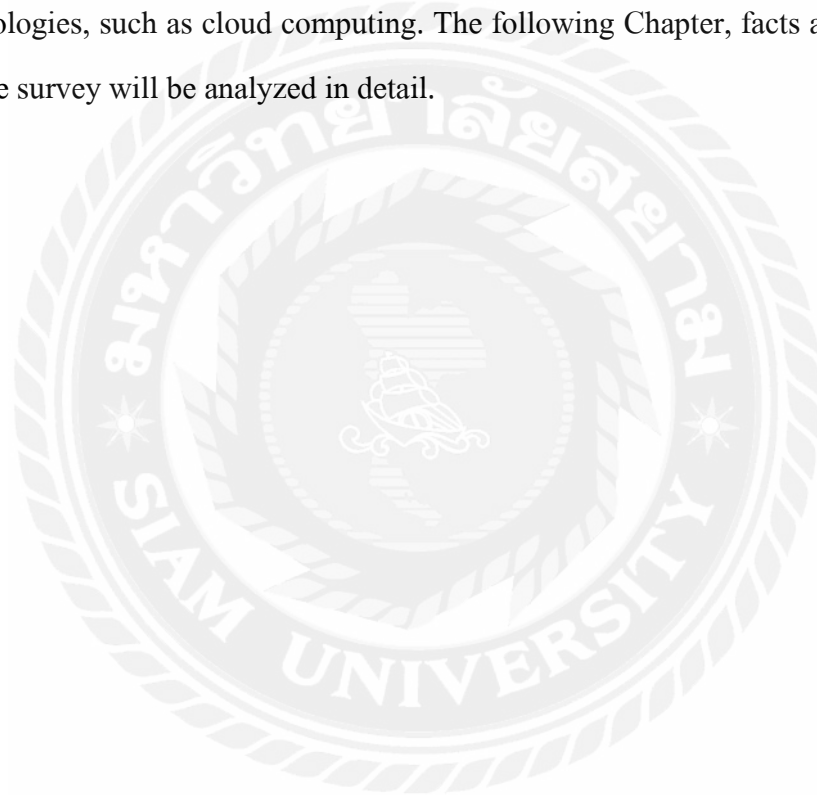 ologies, such as cloud computing. The following Chapter, facts a
e survey will be analyzed in detail.
มหาวิทยาลัยสยาม
SIAM UNIVERSITY